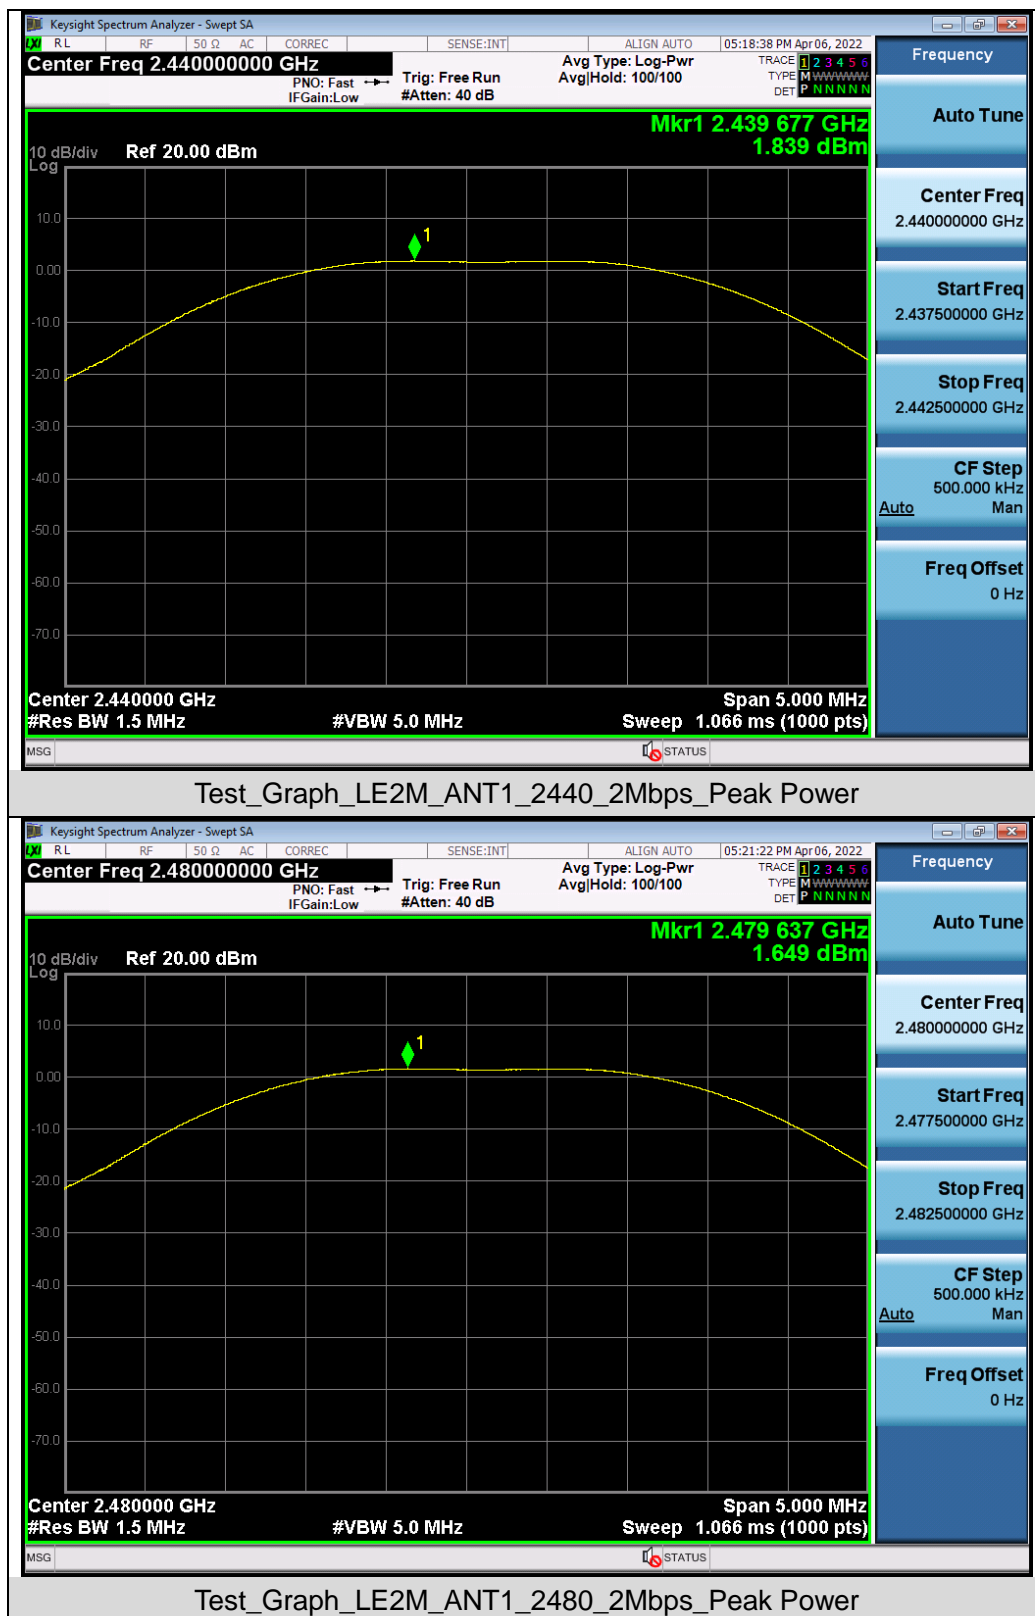 Keysight Spectrum Analyzer - Swept SA
LXI RL RF 50 Ω AC CORREC SENSE:INT ALIGN AUTO 05:18:38 PM Apr 06, 2022
Center Freq 2.440000000 GHz
PNO: Fast
IFGain:Low
Trig: Free Run
#Atten: 40 dB
Avg Type: Log-Pwr
Avg|Hold: 100/100
TRACE 1 2 3 4 5 6
TYPE M WWWWW
DET P N N N N N
Mkr1 2.439 677 GHz
1.839 dBm
10 dB/div Ref 20.00 dBm
Log
10.0
0.00
-10.0
-20.0
-30.0
-40.0
-50.0
-60.0
-70.0
1
Center 2.440000 GHz Span 5.000 MHz
#Res BW 1.5 MHz #VBW 5.0 MHz Sweep 1.066 ms (1000 pts)
MSG STATUS
Frequency
Auto Tune
Center Freq
2.440000000 GHz
Start Freq
2.437500000 GHz
Stop Freq
2.442500000 GHz
CF Step
500.000 kHz
Auto Man
Freq Offset
0 Hz
Test_Graph_LE2M_ANT1_2440_2Mbps_Peak Power
Keysight Spectrum Analyzer - Swept SA
LXI RL RF 50 Ω AC CORREC SENSE:INT ALIGN AUTO 05:21:22 PM Apr 06, 2022
Center Freq 2.480000000 GHz
PNO: Fast
IFGain:Low
Trig: Free Run
#Atten: 40 dB
Avg Type: Log-Pwr
Avg|Hold: 100/100
TRACE 1 2 3 4 5 6
TYPE M WWWWW
DET P N N N N N
Mkr1 2.479 637 GHz
1.649 dBm
10 dB/div Ref 20.00 dBm
Log
10.0
0.00
-10.0
-20.0
-30.0
-40.0
-50.0
-60.0
-70.0
1
Center 2.480000 GHz Span 5.000 MHz
#Res BW 1.5 MHz #VBW 5.0 MHz Sweep 1.066 ms (1000 pts)
MSG STATUS
Frequency
Auto Tune
Center Freq
2.480000000 GHz
Start Freq
2.477500000 GHz
Stop Freq
2.482500000 GHz
CF Step
500.000 kHz
Auto Man
Freq Offset
0 Hz
Test_Graph_LE2M_ANT1_2480_2Mbps_Peak Power